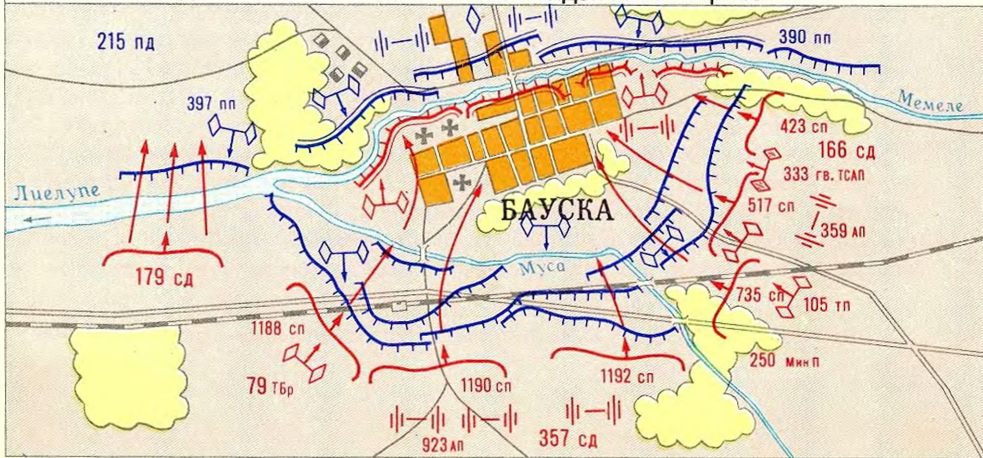 215 пд
390 пп
397 пп
Мемеле
423 сп
166 сд
333 гв. ТСАП
Лиелупе
517 сп
БАУСКА
359 АП
Муса
179 сд
735 сп
105 тп
1188 сп
250 Мин П
79 ТБр
1190 сп
1192 сп
923 АП
357 сд